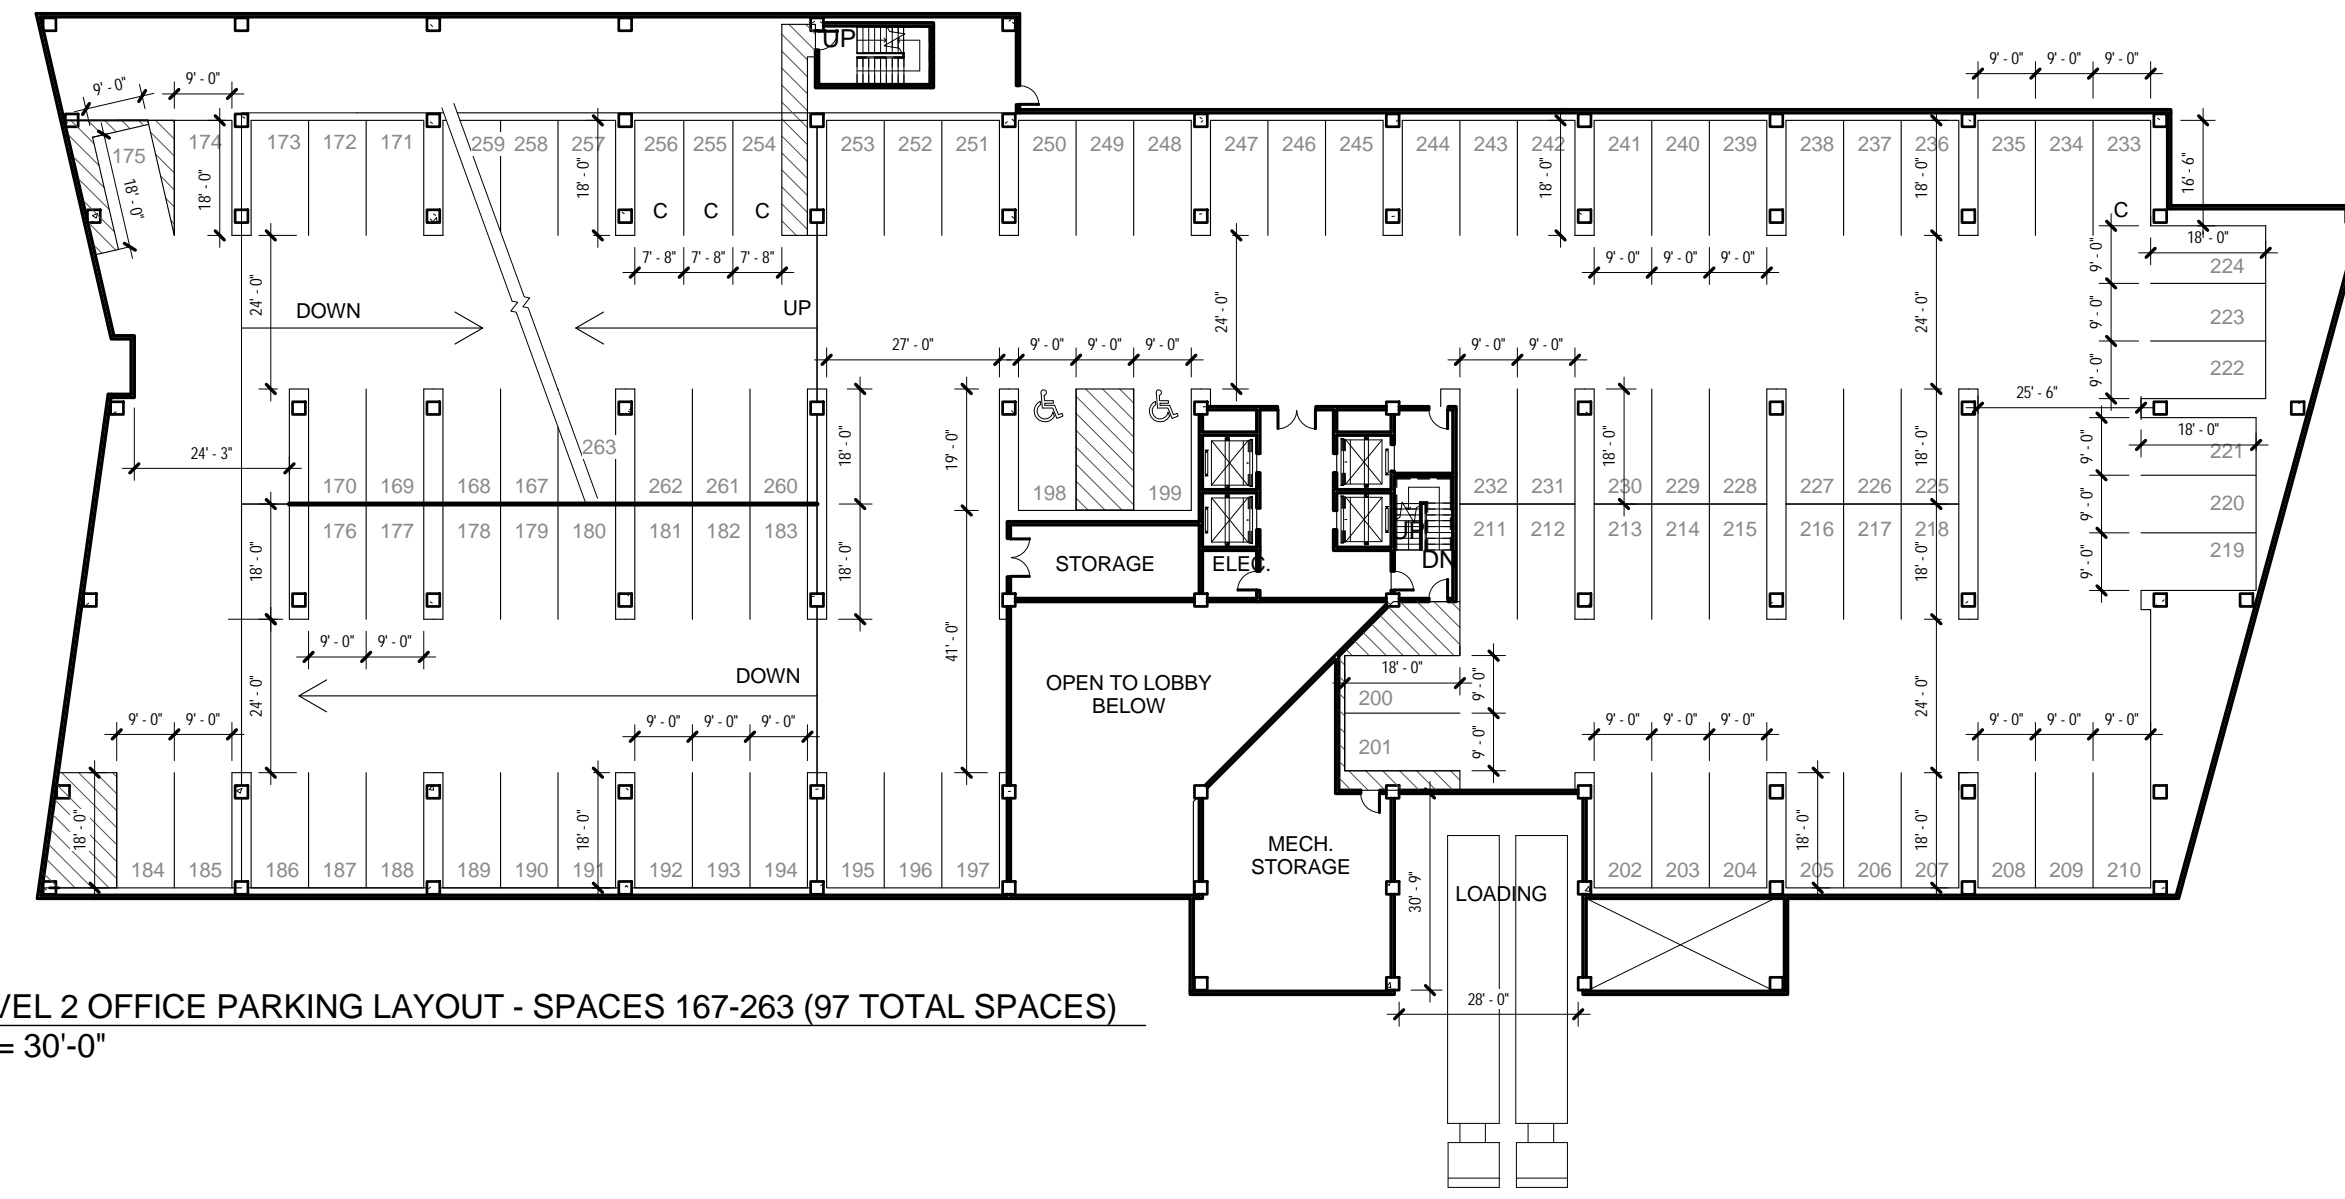 UP
9' - 0" 9' - 0" 9' - 0"
9' - 0" 9' - 0"
175 174 173 172 171 259 258 257 256 255 254 253 252 251 250 249 248 247 246 245 244 243 242 241 240 239 238 237 236 235 234 233
18' - 0" 18' - 0" 18' - 0" 18' - 0" 18' - 0" 16' - 6"
C C C C
7' - 8" 7' - 8" 7' - 8" 9' - 0" 9' - 0" 9' - 0" 9' - 0" 18' - 0"
224
24' - 0" DOWN UP 24' - 0" 24' - 0" 9' - 0" 223
27' - 0" 9' - 0" 9' - 0" 9' - 0" 9' - 0" 9' - 0" 9' - 0" 222
25' - 6"
24' - 3" 263 18' - 0" 19' - 0" 18' - 0" 18' - 0" 9' - 0" 18' - 0"
221
170 169 168 167 262 261 260 198 199 232 231 230 229 228 227 226 225
9' - 0" 220
176 177 178 179 180 181 182 183 UP 211 212 213 214 215 216 217 218
9' - 0" 219
18' - 0" 18' - 0" STORAGE ELEC. DN 18' - 0"
9' - 0" 9' - 0" 41' - 0"
18' - 0" 9' - 0"
24' - 0" DOWN OPEN TO LOBBY 200 24' - 0"
BELOW
9' - 0" 9' - 0" 9' - 0" 9' - 0" 9' - 0" 201 9' - 0" 9' - 0" 9' - 0" 9' - 0" 9' - 0" 9' - 0" 9' - 0"
18' - 0" 18' - 0" 18' - 0" 18' - 0"
MECH.
STORAGE
184 185 186 187 188 189 190 191 192 193 194 195 196 197 202 203 204 205 206 207 208 209 210
30' - 9" LOADING
28' - 0"
VEL 2 OFFICE PARKING LAYOUT - SPACES 167-263 (97 TOTAL SPACES)
= 30'-0"